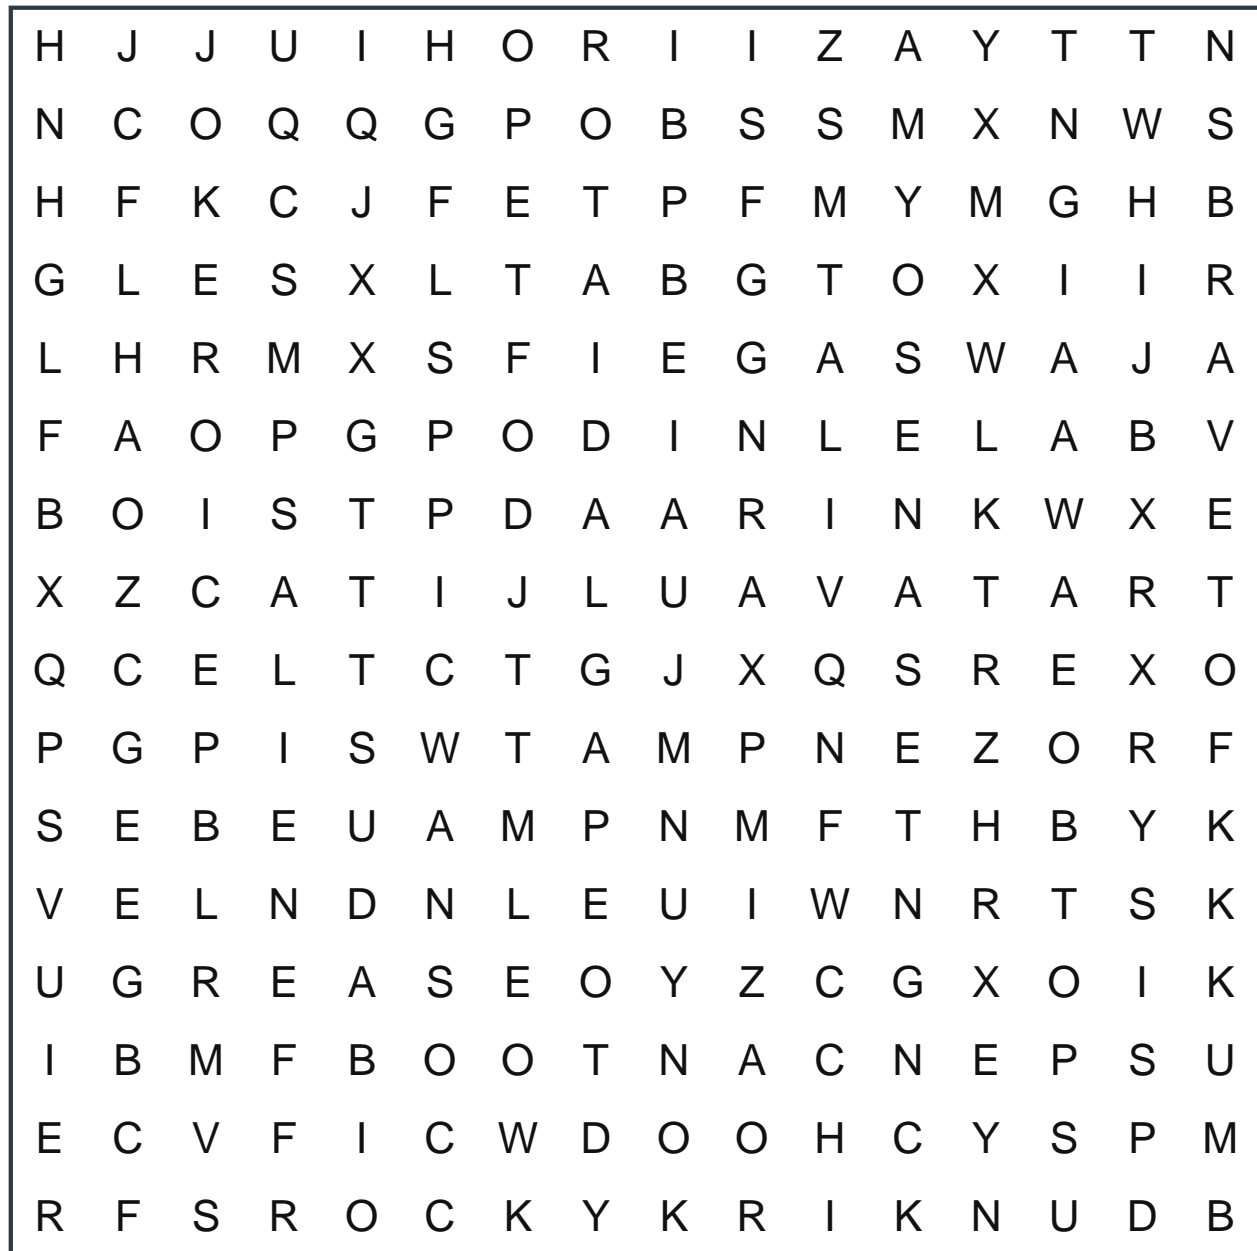 H J J U I H O R I I Z A Y T T N
N C O Q Q G P O B S S M X N W S
H F K C J F E T P F M Y M G H B
G L E S X L T A B G T O X I I R
L H R M X S F I E G A S W A J A
F A O P G P O D I N L E L A B V
B O I S T P D A A R I N K W X E
X Z C A T I J L U A V A T A R T
Q C E L T C T G J X Q S R E X O
P G P I S W T A M P N E Z O R F
S E B E U A M P N M F T H B Y K
V E L N D N L E U I W N R T S K
U G R E A S E O Y Z C G X O I K
I B M F B O O T N A C N E P S U
E C V F I C W D O O H C Y S P M
R F S R O C K Y K R I K N U D B